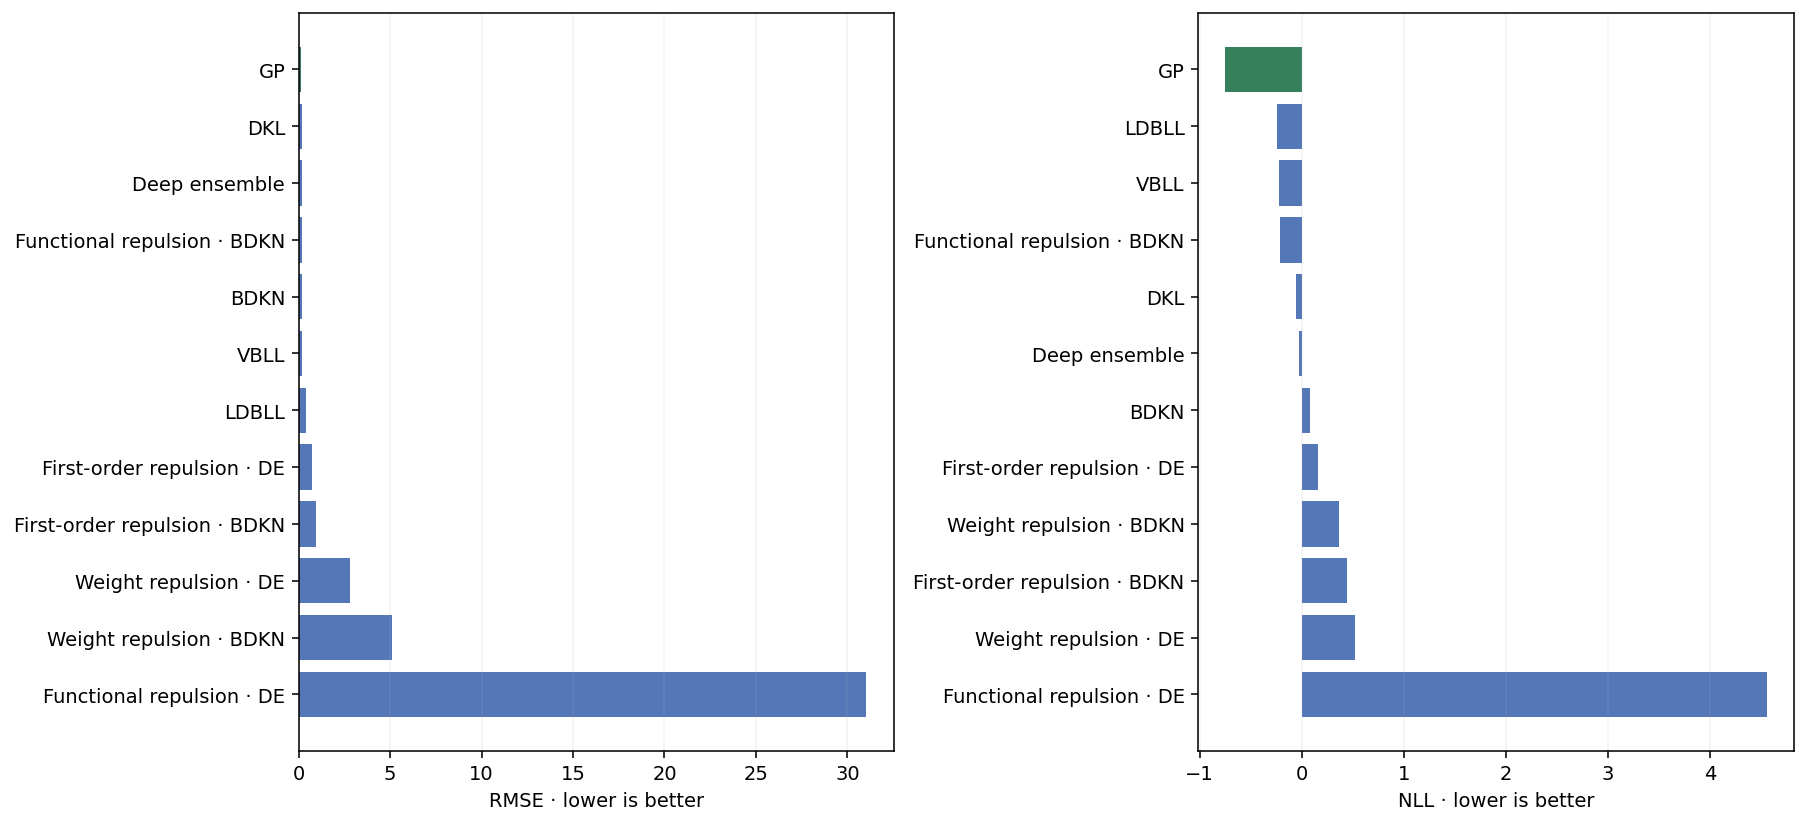 GP
DKL
Deep ensemble
Functional repulsion · BDKN
BDKN
VBLL
LDBLL
First-order repulsion · DE
First-order repulsion · BDKN
Weight repulsion · DE
Weight repulsion · BDKN
Functional repulsion · DE
0 5 10 15 20 25 30
RMSE · lower is better
GP
LDBLL
VBLL
Functional repulsion · BDKN
DKL
Deep ensemble
BDKN
First-order repulsion · DE
Weight repulsion · BDKN
First-order repulsion · BDKN
Weight repulsion · DE
Functional repulsion · DE
−1 0 1 2 3 4
NLL · lower is better